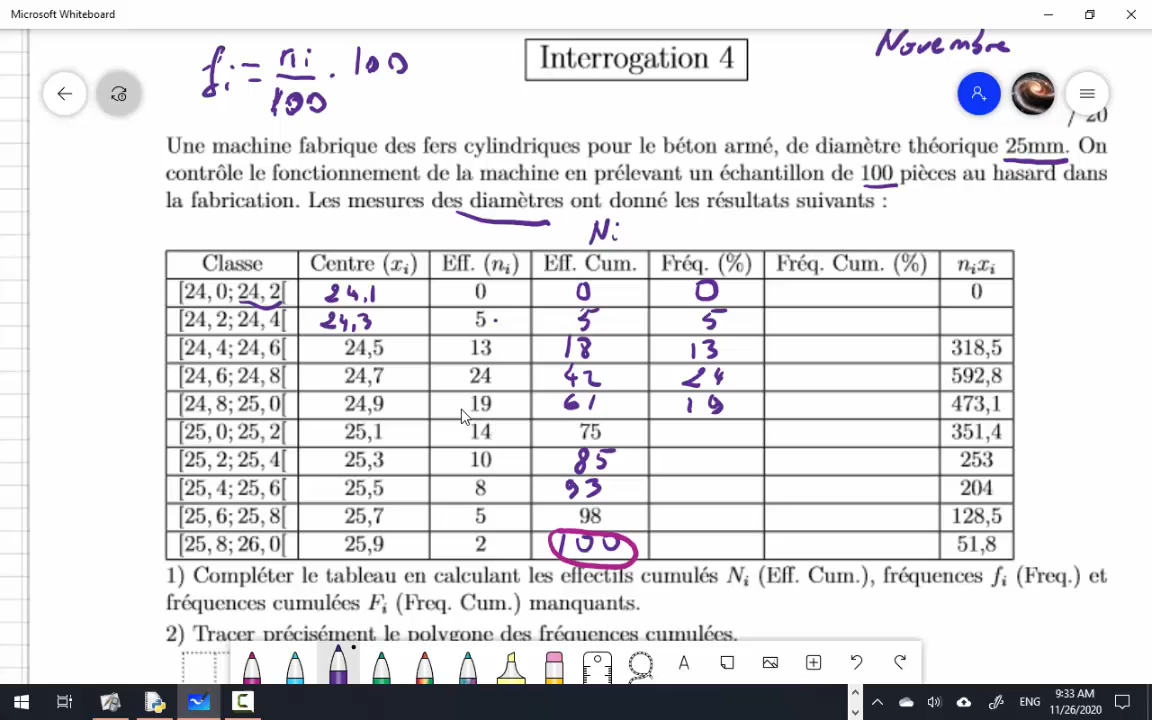 Microsoft Whiteboard
Novembre
fi = ni/100 . 100
Interrogation 4
/ 20
Une machine fabrique des fers cylindriques pour le béton armé, de diamètre théorique 25mm. On
contrôle le fonctionnement de la machine en prélevant un échantillon de 100 pièces au hasard dans
la fabrication. Les mesures des diamètres ont donné les résultats suivants :
Ni
Classe Centre (xi) Eff. (ni) Eff. Cum. Fréq. (%) Fréq. Cum. (%) nixi
[24, 0; 24, 2[ 24,1 0 0 0 0
[24, 2; 24, 4[ 24,3 5 5 5
[24, 4; 24, 6[ 24,5 13 18 13 318,5
[24, 6; 24, 8[ 24,7 24 42 24 592,8
[24, 8; 25, 0[ 24,9 19 61 19 473,1
[25, 0; 25, 2[ 25,1 14 75 351,4
[25, 2; 25, 4[ 25,3 10 85 253
[25, 4; 25, 6[ 25,5 8 93 204
[25, 6; 25, 8[ 25,7 5 98 128,5
[25, 8; 26, 0[ 25,9 2 100 51,8
1) Compléter le tableau en calculant les effectifs cumulés Ni (Eff. Cum.), fréquences fi (Freq.) et
fréquences cumulées Fi (Freq. Cum.) manquants.
2) Tracer précisément le polygone des fréquences cumulées.
A
ENG
9:33 AM
11/26/2020